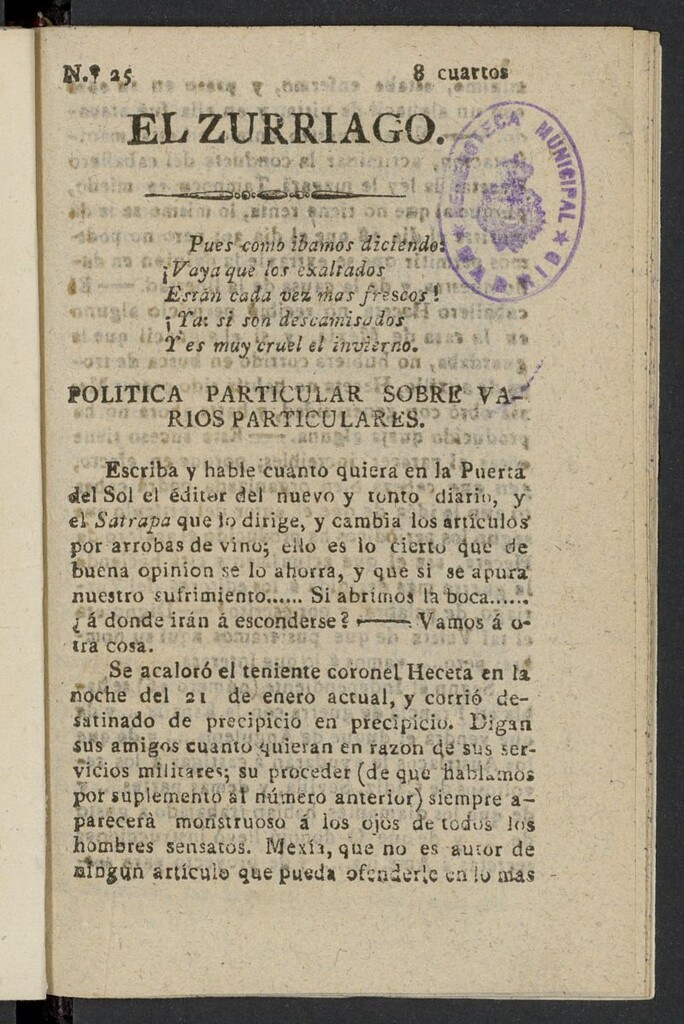 N.º 25
8 cuartos
EL ZURRIAGO.
HEMEROTECA MUNICIPAL
★ MADRID ★
Pues como ibamos diciendo:
¡Vaya que los exaltados
Están cada vez mas frescos!
¡Ya: si son descamisados
Y es muy cruel el invierno.
POLITICA PARTICULAR SOBRE VA-
RIOS PARTICULARES.
Escriba y hable cuanto quiera en la Puerta
del Sol el éditor del nuevo y tonto diario, y
el Satrapa que lo dirige, y cambia los artículos
por arrobas de vino; ello es lo cierto que de
buena opinion se lo ahorra, y que si se apura
nuestro sufrimiento...... Si abrimos la boca......
¿á donde irán á esconderse? — Vamos á o-
tra cosa.
Se acaloró el teniente coronel Heceta en la
noche del 21 de enero actual, y corrió de-
satinado de precipicio en precipicio. Digan
sus amigos cuanto quieran en razon de sus ser-
vicios militares; su proceder (de que hablamos
por suplemento al número anterior) siempre a-
parecerà monstruoso á los ojos de todos los
hombres sensatos. Mexía, que no es autor de
ningun artículo que pueda ofenderle en lo mas